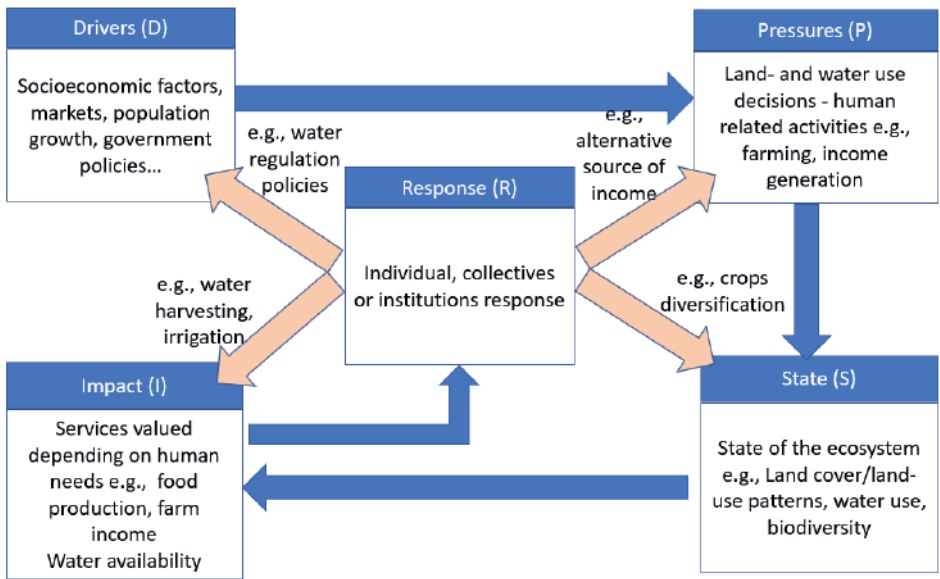 Drivers (D)
Socioeconomic factors,
markets, population
growth, government
policies...
Pressures (P)
Land- and water use
decisions - human
related activities e.g.,
farming, income
generation
e.g., water
regulation
policies
e.g.,
alternative
source of
income
Response (R)
Individual, collectives
or institutions response
e.g., water
harvesting,
irrigation
e.g., crops
diversification
Impact (I)
Services valued
depending on human
needs e.g., food
production, farm
income
Water availability
State (S)
State of the ecosystem
e.g., Land cover/land-
use patterns, water use,
biodiversity